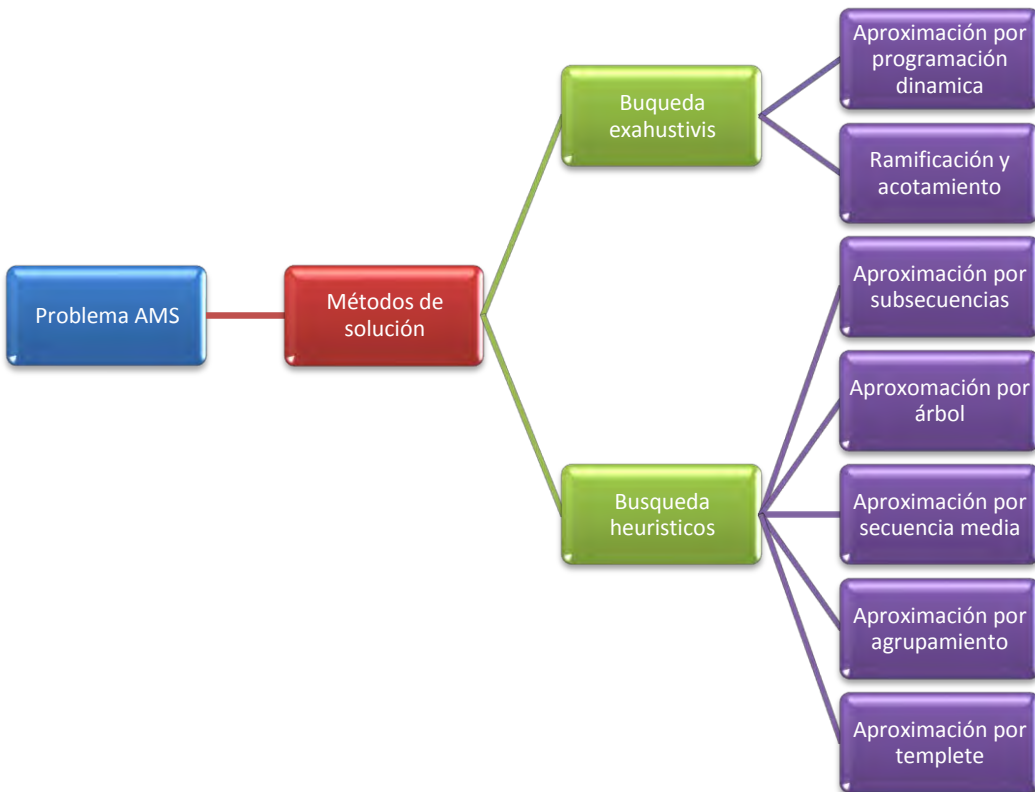 Problema AMS
Métodos de
solución
Buqueda
exahustivis
Aproximación por
programación
dinamica
Ramificación y
acotamiento
Busqueda
heuristicos
Aproximación por
subsecuencias
Aproxomación por
árbol
Aproximación por
secuencia media
Aproximación por
agrupamiento
Aproximación por
templete